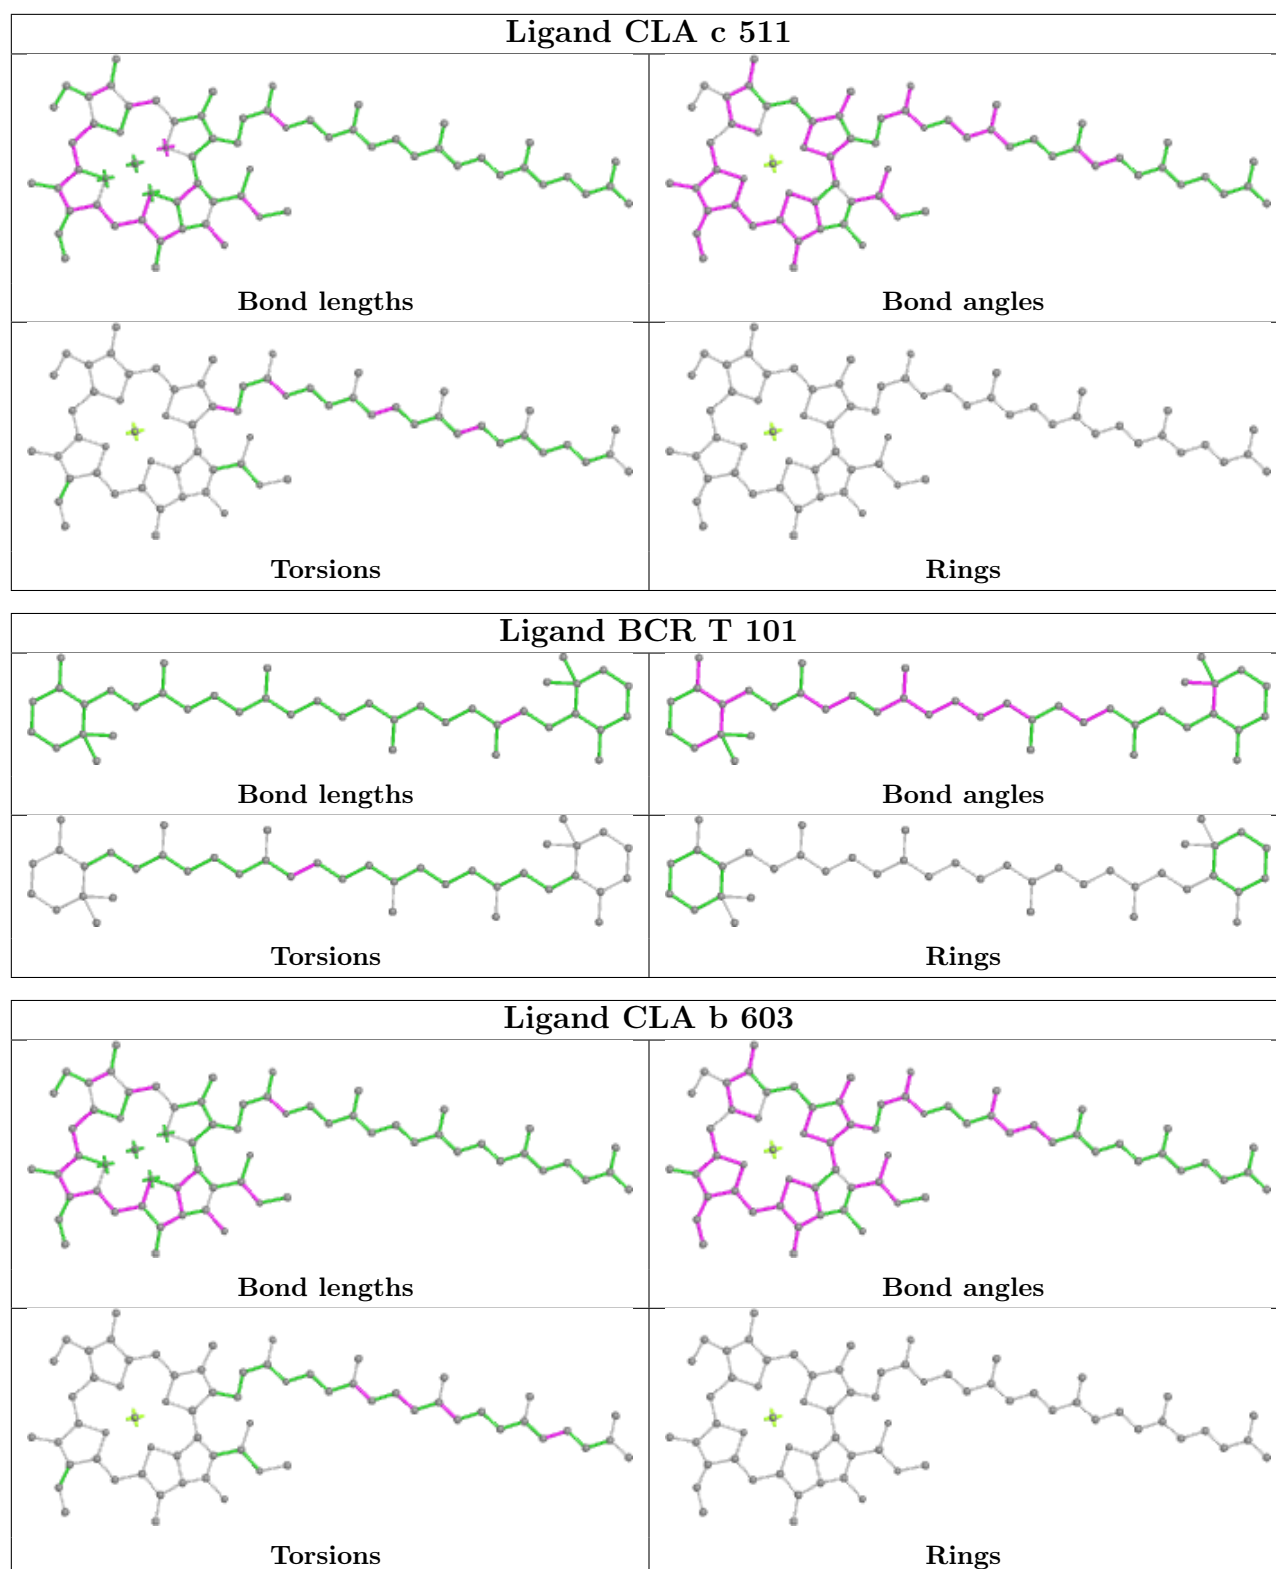 Ligand CLA c 511
Bond lengths
Bond angles
Torsions
Rings
Ligand BCR T 101
Bond lengths
Bond angles
Torsions
Rings
Ligand CLA b 603
Bond lengths
Bond angles
Torsions
Rings